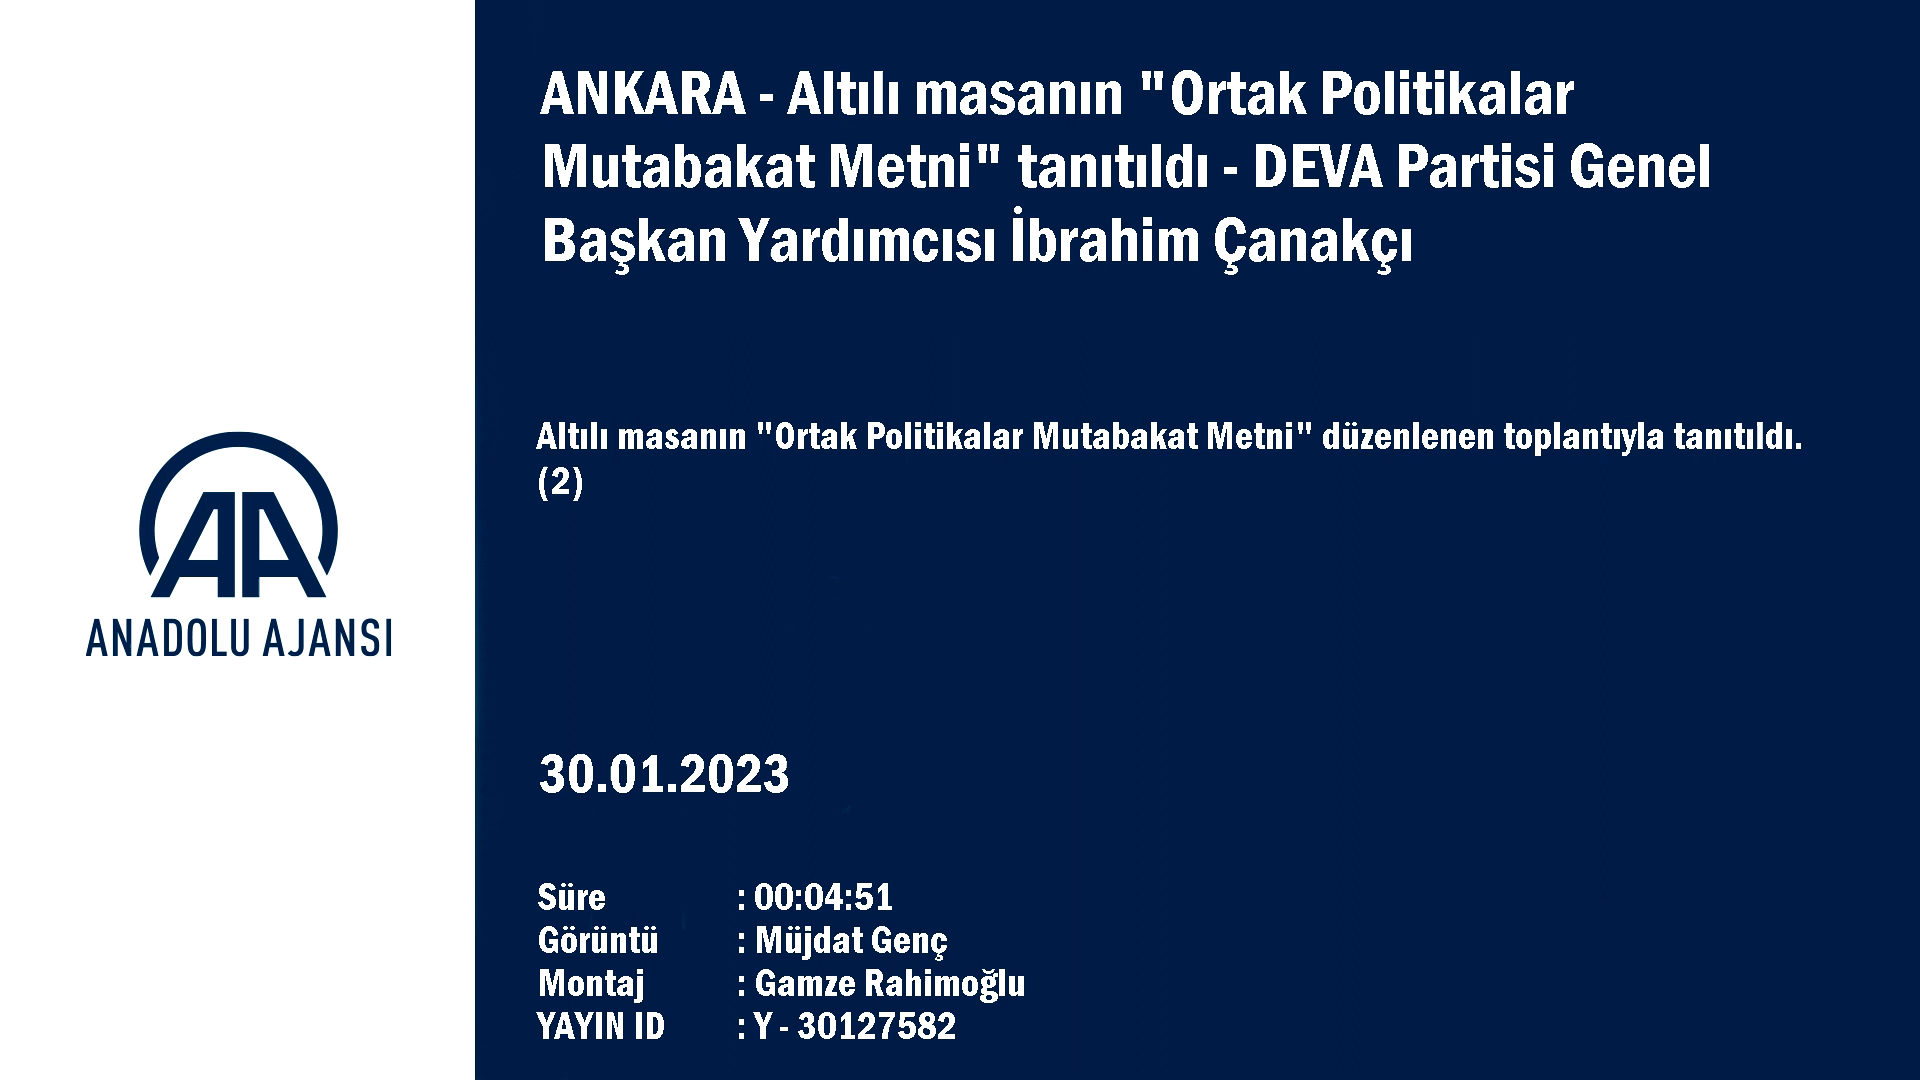 ANKARA - Altılı masanın "Ortak Politikalar
Mutabakat Metni" tanıtıldı - DEVA Partisi Genel
Başkan Yardımcısı İbrahim Çanakçı
Altılı masanın "Ortak Politikalar Mutabakat Metni" düzenlenen toplantıyla tanıtıldı.
(2)
AA
ANADOLU AJANSI
30.01.2023
Süre : 00:04:51
Görüntü : Müjdat Genç
Montaj : Gamze Rahimoğlu
YAYIN ID : Y - 30127582